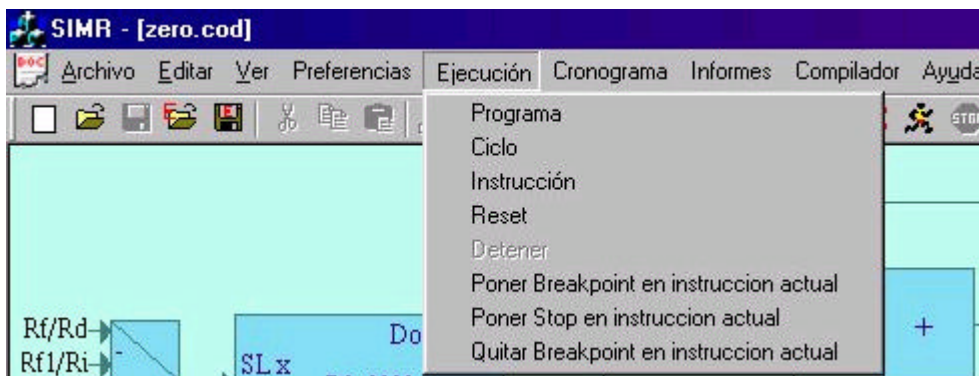 SIMR - [zero.cod]
Archivo Editar Ver Preferencias Ejecución Cronograma Informes Compilador Ayuda
Programa
Ciclo
Instrucción
Reset
Detener
Poner Breakpoint en instruccion actual
Poner Stop en instruccion actual
Quitar Breakpoint en instruccion actual
Rf/Rd
Rf1/Ri
-
SL x
Do
+